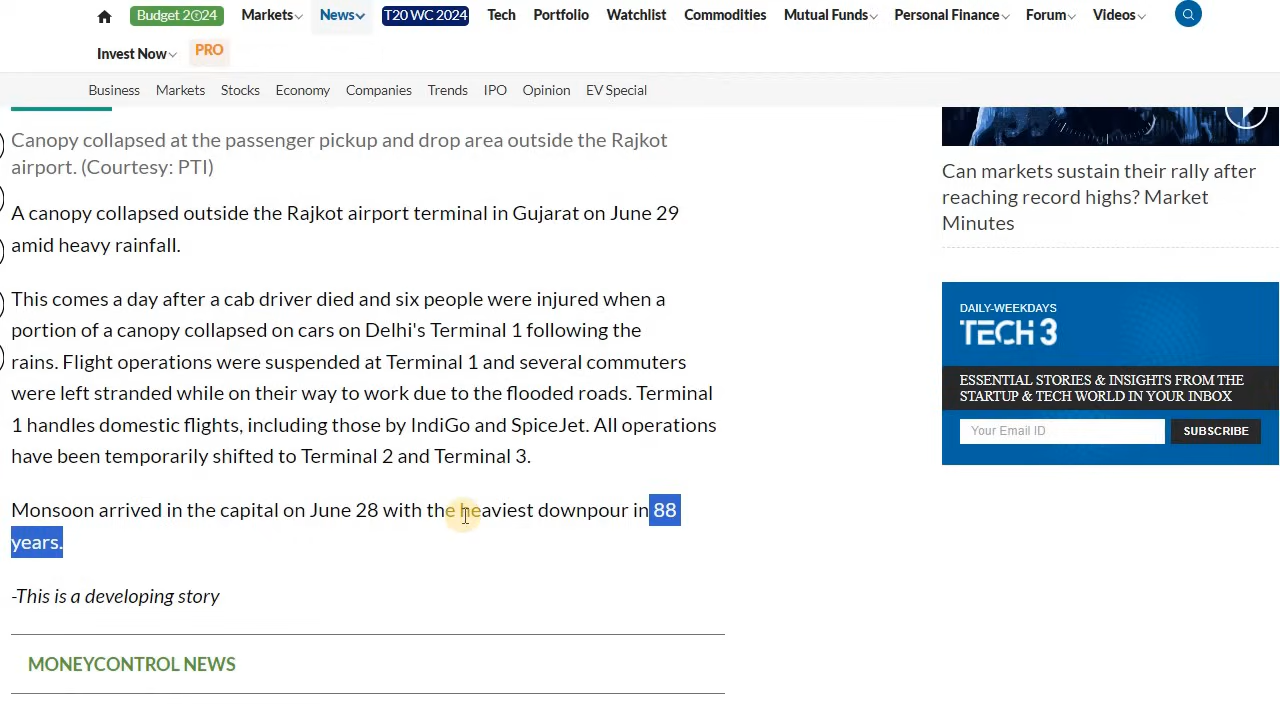 Budget 2024 Markets News T20 WC 2024 Tech Portfolio Watchlist Commodities Mutual Funds Personal Finance Forum Videos
Invest Now PRO
Business Markets Stocks Economy Companies Trends IPO Opinion EV Special
Canopy collapsed at the passenger pickup and drop area outside the Rajkot
airport. (Courtesy: PTI)
A canopy collapsed outside the Rajkot airport terminal in Gujarat on June 29
amid heavy rainfall.
This comes a day after a cab driver died and six people were injured when a
portion of a canopy collapsed on cars on Delhi's Terminal 1 following the
rains. Flight operations were suspended at Terminal 1 and several commuters
were left stranded while on their way to work due to the flooded roads. Terminal
1 handles domestic flights, including those by IndiGo and SpiceJet. All operations
have been temporarily shifted to Terminal 2 and Terminal 3.
Monsoon arrived in the capital on June 28 with the heaviest downpour in 88
years.
-This is a developing story
MONEYCONTROL NEWS
Can markets sustain their rally after
reaching record highs? Market
Minutes
DAILY-WEEKDAYS
TECH 3
ESSENTIAL STORIES & INSIGHTS FROM THE
STARTUP & TECH WORLD IN YOUR INBOX
Your Email ID SUBSCRIBE